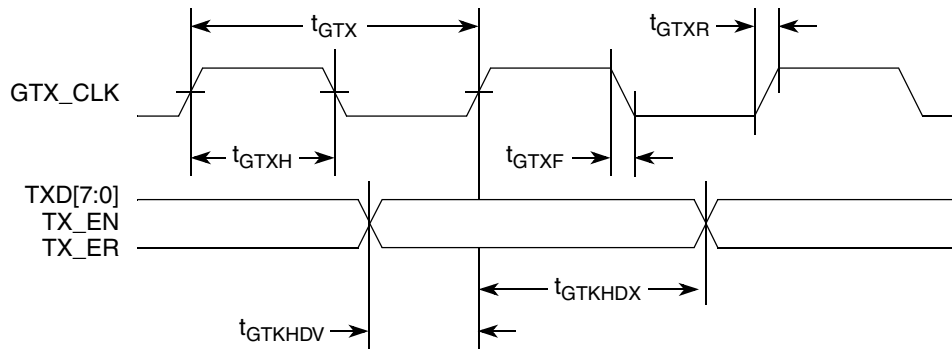 tGTX
tGTXR
GTX_CLK
tGTXH
tGTXF
TXD[7:0]
TX_EN
TX_ER
tGTKHDX
tGTKHDV